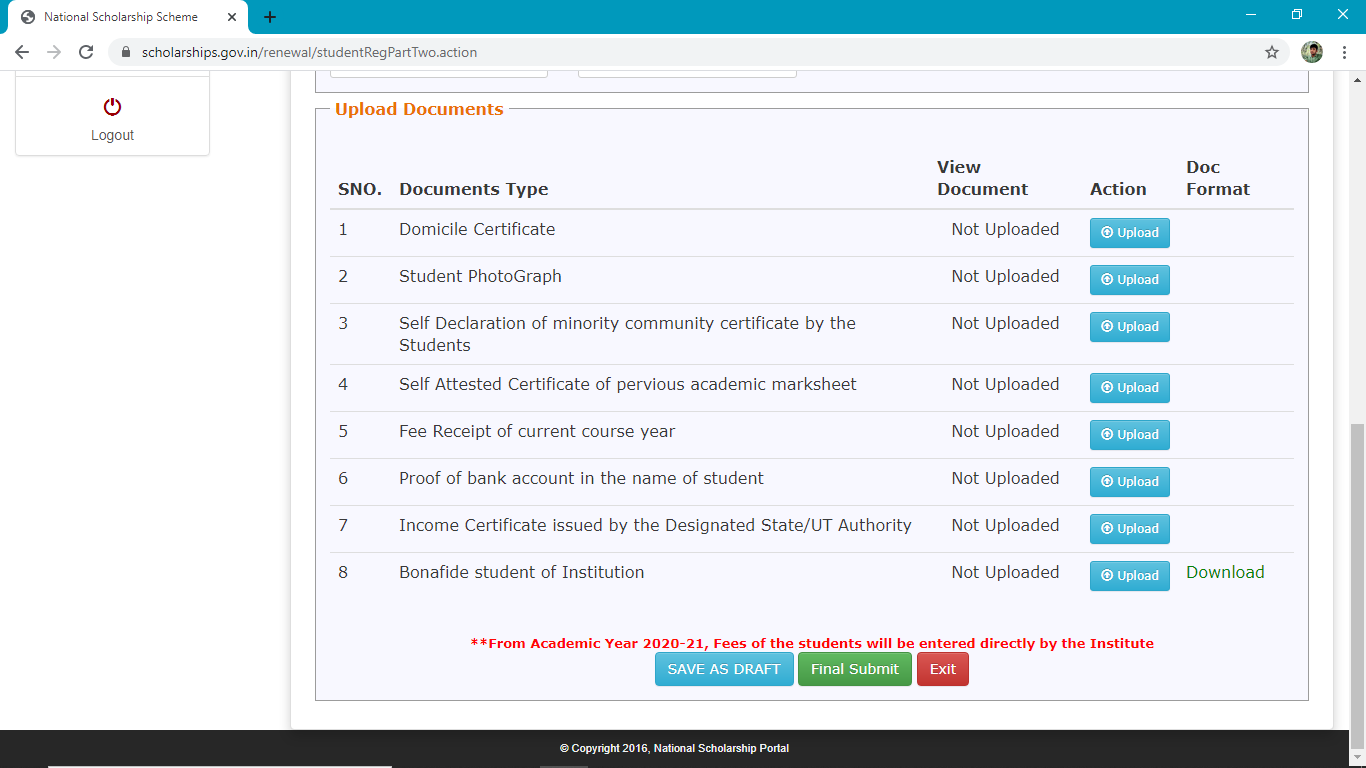 National Scholarship Scheme
scholarships.gov.in/renewal/studentRegPartTwo.action
Logout
Upload Documents
SNO. Documents Type View Document Action Doc Format
1 Domicile Certificate Not Uploaded Upload
2 Student PhotoGraph Not Uploaded Upload
3 Self Declaration of minority community certificate by the Not Uploaded Upload
Students
4 Self Attested Certificate of pervious academic marksheet Not Uploaded Upload
5 Fee Receipt of current course year Not Uploaded Upload
6 Proof of bank account in the name of student Not Uploaded Upload
7 Income Certificate issued by the Designated State/UT Authority Not Uploaded Upload
8 Bonafide student of Institution Not Uploaded Upload Download
**From Academic Year 2020-21, Fees of the students will be entered directly by the Institute
SAVE AS DRAFT Final Submit Exit
© Copyright 2016, National Scholarship Portal